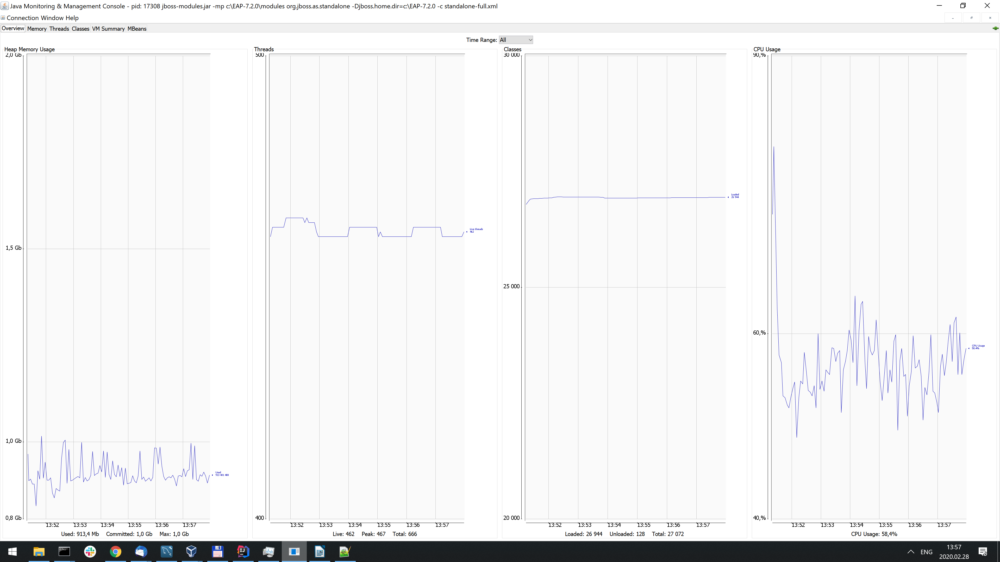 Java Monitoring & Management Console - pid: 17308 jboss-modules.jar -mp c:\EAP-7.2.0\modules org.jboss.as.standalone -Djboss.home.dir=c:\EAP-7.2.0 -c standalone-full.xml
Connection Window Help
Overview Memory Threads Classes VM Summary MBeans
Time Range: All
Heap Memory Usage
2,0 Gb
1,5 Gb
1,0 Gb
0,8 Gb
Used
913 401 480
13:52 13:53 13:54 13:55 13:56 13:57
Used: 913,4 Mb Committed: 1,0 Gb Max: 1,0 Gb
Threads
500
400
Live threads
462
13:52 13:53 13:54 13:55 13:56 13:57
Live: 462 Peak: 467 Total: 666
Classes
30 000
25 000
20 000
Loaded
26 944
13:52 13:53 13:54 13:55 13:56 13:57
Loaded: 26 944 Unloaded: 128 Total: 27 072
CPU Usage
90,%
60,%
40,%
CPU Usage
58,4%
13:52 13:53 13:54 13:55 13:56 13:57
CPU Usage: 58,4%
IJ
ENG
13:57
2020.02.28